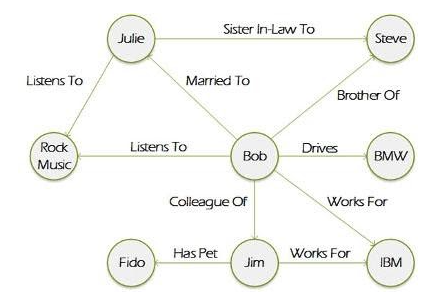 Julie
Sister In-Law To
Steve
Listens To
Married To
Brother Of
Rock
Music
Listens To
Bob
Drives
BMW
Colleague Of
Works For
Fido
Has Pet
Jim
Works For
IBM